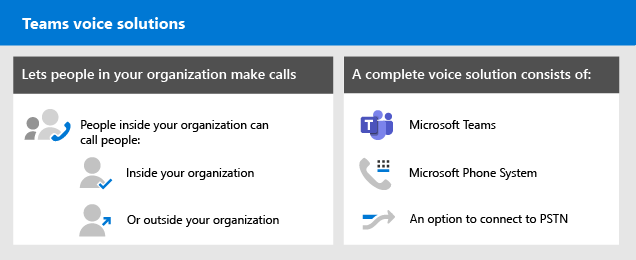 Teams voice solutions
Lets people in your organization make calls
People inside your organization can
call people:
Inside your organization
Or outside your organization
A complete voice solution consists of:
T
Microsoft Teams
Microsoft Phone System
An option to connect to PSTN